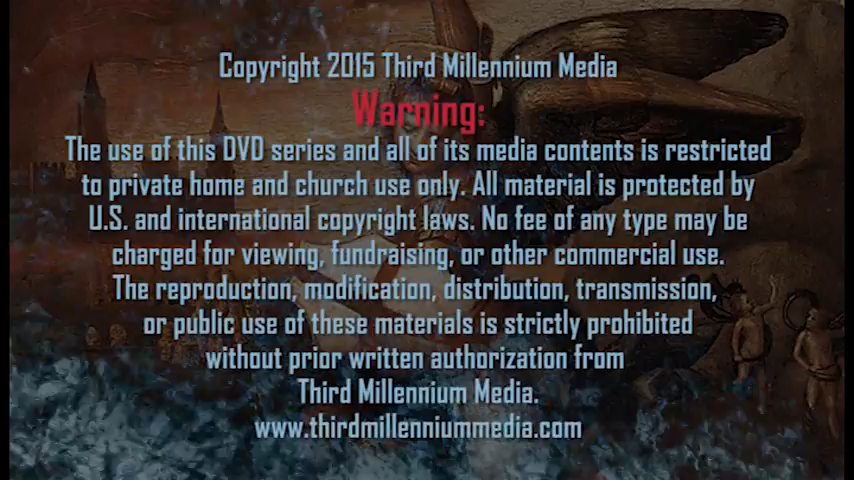 Copyright 2015 Third Millennium Media
Warning:
The use of this DVD series and all of its media contents is restricted
to private home and church use only. All material is protected by
U.S. and international copyright laws. No fee of any type may be
charged for viewing, fundraising, or other commercial use.
The reproduction, modification, distribution, transmission,
or public use of these materials is strictly prohibited
without prior written authorization from
Third Millennium Media.
www.thirdmillenniummedia.com